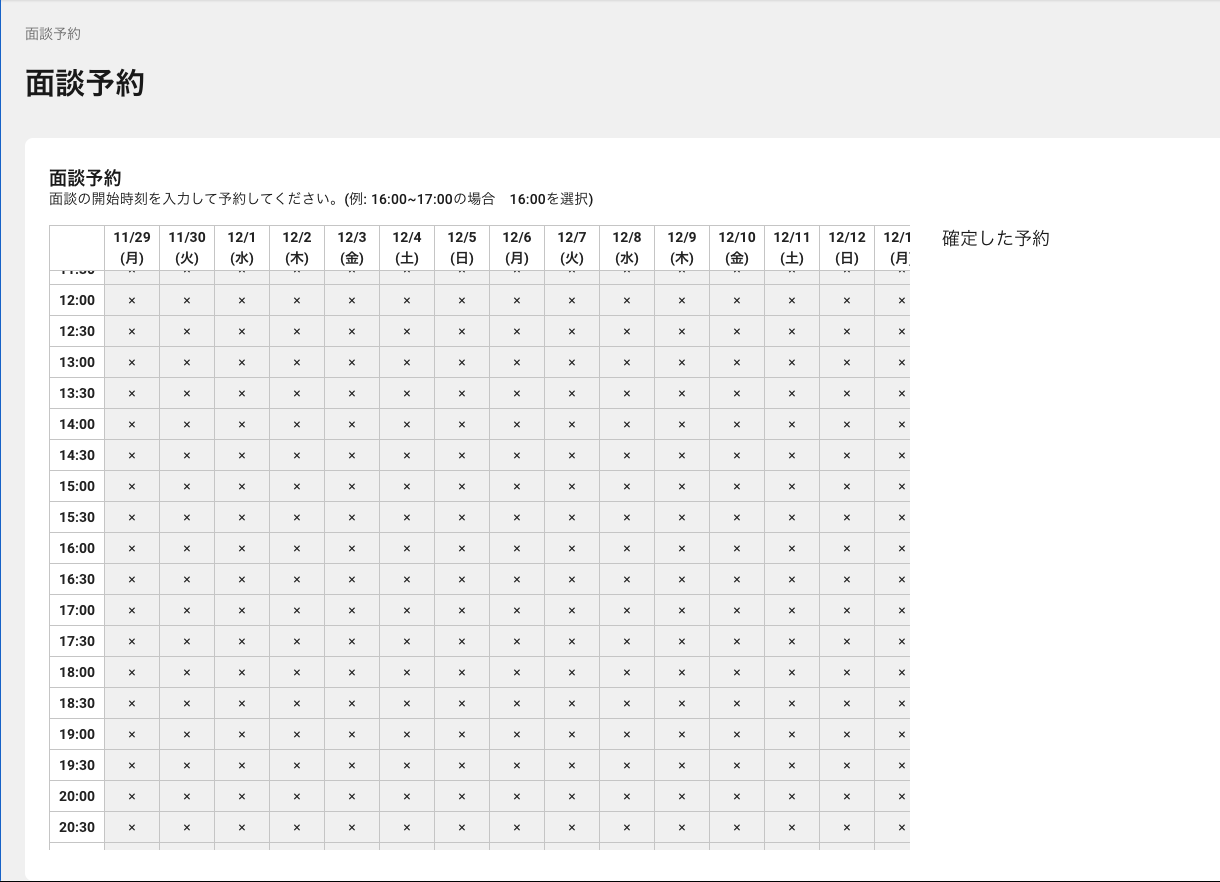 面談予約
面談予約
面談予約
面談の開始時刻を入力して予約してください。(例: 16:00~17:00の場合　16:00を選択)
11/29 11/30 12/1 12/2 12/3 12/4 12/5 12/6 12/7 12/8 12/9 12/10 12/11 12/12 12/1 確定した予約
(月) (火) (水) (木) (金) (土) (日) (月) (火) (水) (木) (金) (土) (日) (月
12:00 × × × × × × × × × × × × × × ×
12:30 × × × × × × × × × × × × × × ×
13:00 × × × × × × × × × × × × × × ×
13:30 × × × × × × × × × × × × × × ×
14:00 × × × × × × × × × × × × × × ×
14:30 × × × × × × × × × × × × × × ×
15:00 × × × × × × × × × × × × × × ×
15:30 × × × × × × × × × × × × × × ×
16:00 × × × × × × × × × × × × × × ×
16:30 × × × × × × × × × × × × × × ×
17:00 × × × × × × × × × × × × × × ×
17:30 × × × × × × × × × × × × × × ×
18:00 × × × × × × × × × × × × × × ×
18:30 × × × × × × × × × × × × × × ×
19:00 × × × × × × × × × × × × × × ×
19:30 × × × × × × × × × × × × × × ×
20:00 × × × × × × × × × × × × × × ×
20:30 × × × × × × × × × × × × × × ×